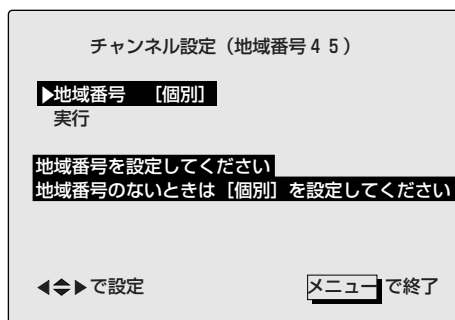 チャンネル設定（地域番号４５）
▶地域番号　［個別］
実行
地域番号を設定してください
地域番号のないときは［個別］を設定してください
◀◆▶で設定　メニューで終了